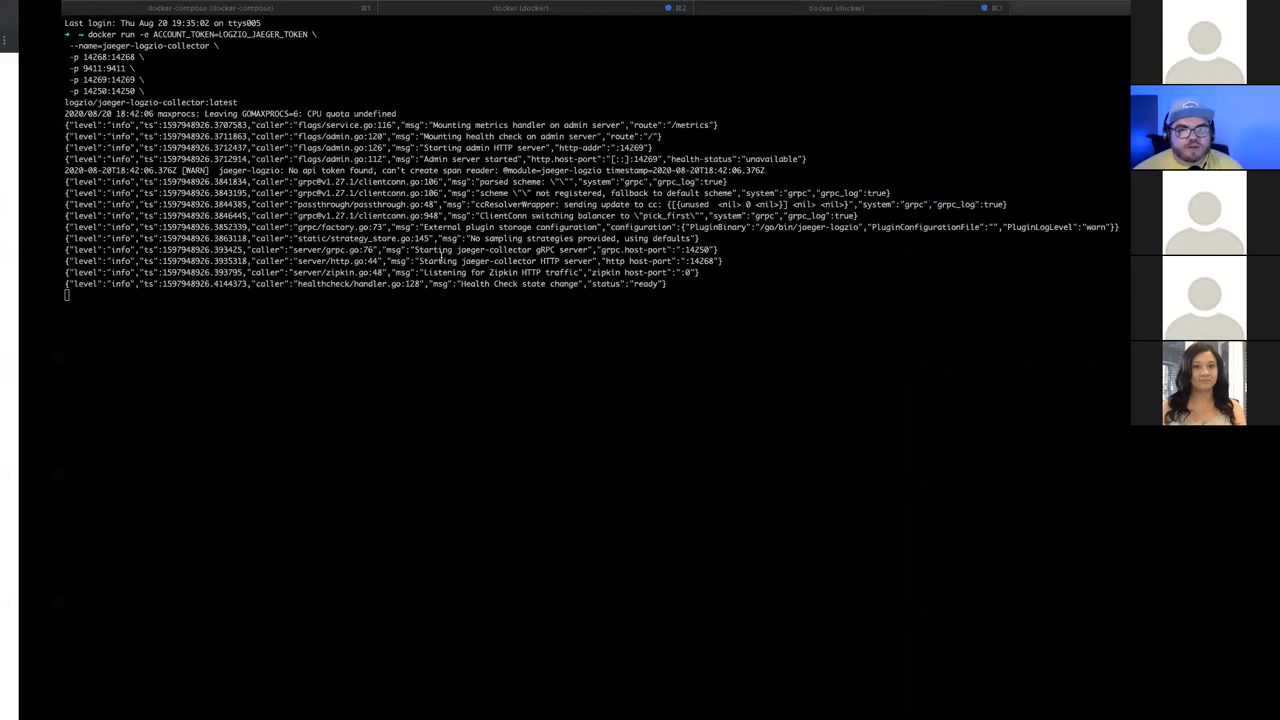 docker-compose (docker-compose) ⌘1 docker (docker) ⌘2 docker (docker) ⌘3
Last login: Thu Aug 20 19:35:02 on ttys005
➜ ~ docker run -e ACCOUNT_TOKEN=LOGZIO_JAEGER_TOKEN \
--name=jaeger-logzio-collector \
-p 14268:14268 \
-p 9411:9411 \
-p 14269:14269 \
-p 14250:14250 \
logzio/jaeger-logzio-collector:latest
2020/08/20 18:42:06 maxprocs: Leaving GOMAXPROCS=6: CPU quota undefined
{"level":"info","ts":1597948926.3707583,"caller":"flags/service.go:116","msg":"Mounting metrics handler on admin server","route":"/metrics"}
{"level":"info","ts":1597948926.3711863,"caller":"flags/admin.go:120","msg":"Mounting health check on admin server","route":"/"}
{"level":"info","ts":1597948926.3712437,"caller":"flags/admin.go:126","msg":"Starting admin HTTP server","http-addr":":14269"}
{"level":"info","ts":1597948926.3712914,"caller":"flags/admin.go:112","msg":"Admin server started","http.host-port":"[::]:14269","health-status":"unavailable"}
2020-08-20T18:42:06.376Z [WARN]  jaeger-logzio: No api token found, can't create span reader: @module=jaeger-logzio timestamp=2020-08-20T18:42:06.376Z
{"level":"info","ts":1597948926.3841834,"caller":"grpc@v1.27.1/clientconn.go:106","msg":"parsed scheme: \"\"","system":"grpc","grpc_log":true}
{"level":"info","ts":1597948926.3843195,"caller":"grpc@v1.27.1/clientconn.go:106","msg":"scheme \"\" not registered, fallback to default scheme","system":"grpc","grpc_log":true}
{"level":"info","ts":1597948926.3844385,"caller":"passthrough/passthrough.go:48","msg":"ccResolverWrapper: sending update to cc: {[{unused  <nil> 0 <nil>}] <nil> <nil>}","system":"grpc","grpc_log":true}
{"level":"info","ts":1597948926.3846445,"caller":"grpc@v1.27.1/clientconn.go:948","msg":"ClientConn switching balancer to \"pick_first\"","system":"grpc","grpc_log":true}
{"level":"info","ts":1597948926.3852339,"caller":"grpc/factory.go:73","msg":"External plugin storage configuration","configuration":{"PluginBinary":"/go/bin/jaeger-logzio","PluginConfigurationFile":"","PluginLogLevel":"warn"}}
{"level":"info","ts":1597948926.3863118,"caller":"static/strategy_store.go:145","msg":"No sampling strategies provided, using defaults"}
{"level":"info","ts":1597948926.393425,"caller":"server/grpc.go:76","msg":"Starting jaeger-collector gRPC server","grpc.host-port":":14250"}
{"level":"info","ts":1597948926.3935318,"caller":"server/http.go:44","msg":"Starting jaeger-collector HTTP server","http host-port":":14268"}
{"level":"info","ts":1597948926.393795,"caller":"server/zipkin.go:48","msg":"Listening for Zipkin HTTP traffic","zipkin host-port":":0"}
{"level":"info","ts":1597948926.4144373,"caller":"healthcheck/handler.go:128","msg":"Health Check state change","status":"ready"}